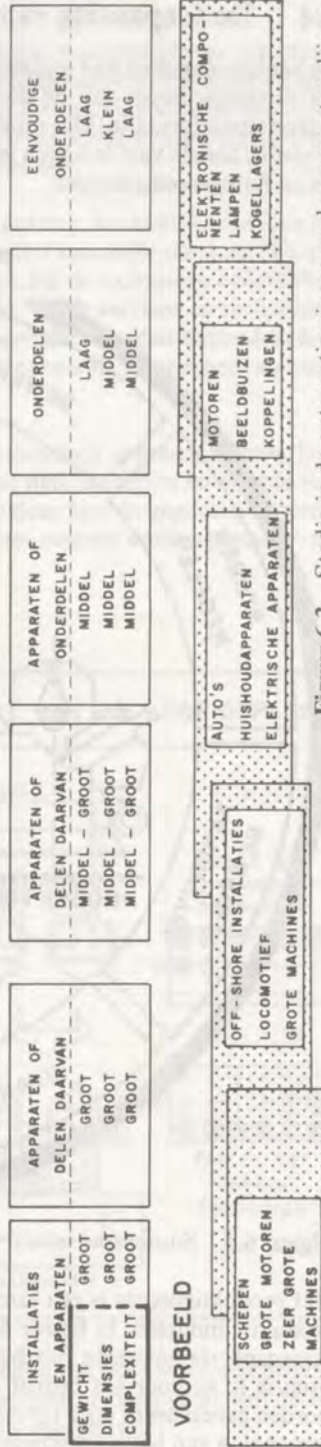 INSTALLATIES
EN APPARATEN
GEWICHT GROOT
DIMENSIES GROOT
COMPLEXITEIT GROOT
APPARATEN OF
DELEN DAARVAN
GROOT
GROOT
GROOT
APPARATEN OF
DELEN DAARVAN
MIDDEL - GROOT
MIDDEL - GROOT
MIDDEL - GROOT
APPARATEN OF
ONDERDELEN
MIDDEL
MIDDEL
MIDDEL
ONDERDELEN
LAAG
MIDDEL
MIDDEL
EENVOUDIGE
ONDERDELEN
LAAG
KLEIN
LAAG
VOORBEELD
SCHEPEN
GROTE MOTOREN
ZEER GROTE
MACHINES
OFF-SHORE INSTALLATIES
LOCOMOTIEF
GROTE MACHINES
AUTO'S
HUISHOUDAPPARATEN
ELEKTRISCHE APPARATEN
MOTOREN
BEELDBUIZEN
KOPPELINGEN
ELEKTRONISCHE COMPO-
NENTEN
LAMPEN
KOGELLAGERS